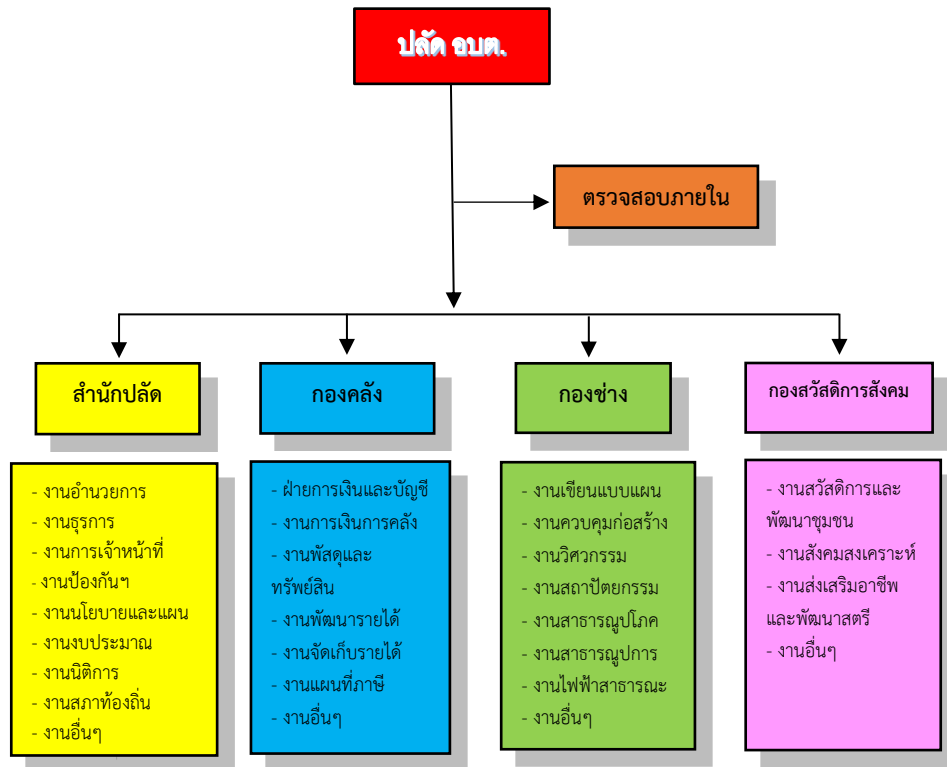 ปลัด อบต.
ตรวจสอบภายใน
สำนักปลัด
- งานอำนวยการ
- งานธุรการ
- งานการเจ้าหน้าที่
- งานป้องกันฯ
- งานนโยบายและแผน
- งานงบประมาณ
- งานนิติการ
- งานสภาท้องถิ่น
- งานอื่นๆ
กองคลัง
- ฝ่ายการเงินและบัญชี
- งานการเงินการคลัง
- งานพัสดุและ
ทรัพย์สิน
- งานพัฒนารายได้
- งานจัดเก็บรายได้
- งานแผนที่ภาษี
- งานอื่นๆ
กองช่าง
- งานเขียนแบบแผน
- งานควบคุมก่อสร้าง
- งานวิศวกรรม
- งานสถาปัตยกรรม
- งานสาธารณูปโภค
- งานสาธารณูปการ
- งานไฟฟ้าสาธารณะ
- งานอื่นๆ
กองสวัสดิการสังคม
- งานสวัสดิการและ
พัฒนาชุมชน
- งานสังคมสงเคราะห์
- งานส่งเสริมอาชีพ
และพัฒนาสตรี
- งานอื่นๆ